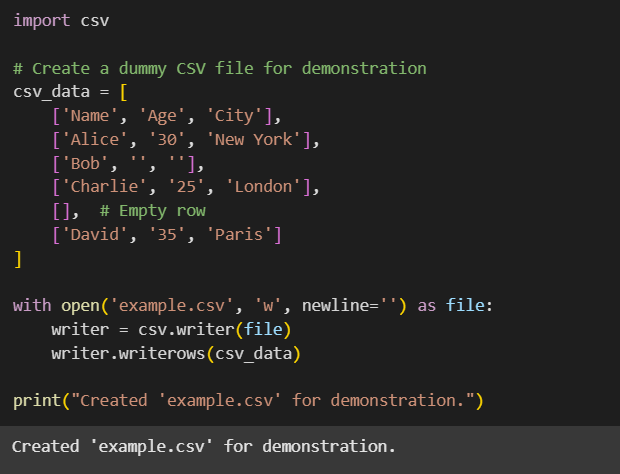 import csv

# Create a dummy CSV file for demonstration
csv_data = [
    ['Name', 'Age', 'City'],
    ['Alice', '30', 'New York'],
    ['Bob', '', ''],
    ['Charlie', '25', 'London'],
    [],  # Empty row
    ['David', '35', 'Paris']
]

with open('example.csv', 'w', newline='') as file:
    writer = csv.writer(file)
    writer.writerows(csv_data)

print("Created 'example.csv' for demonstration.")
Created 'example.csv' for demonstration.